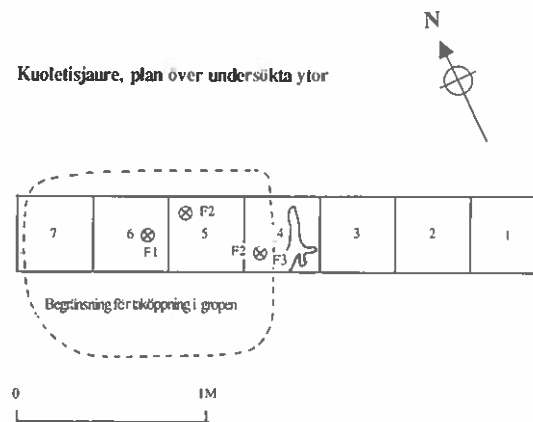 N
Kuoletisjaure, plan över undersökta ytor
7
6
F1
F2
5
F2
4
F3
3
2
1
Begränsning för taköppning i gropen
0
1M